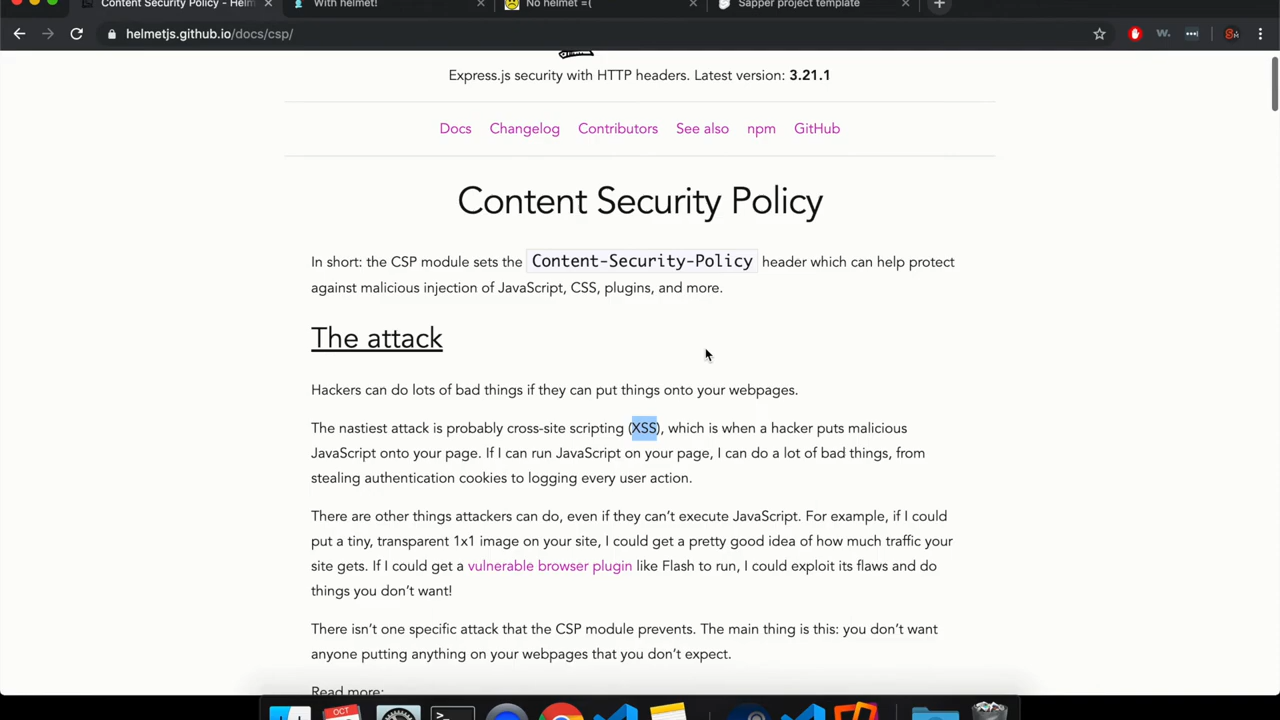 Content Security Policy - Helm
With helmet!
No helmet =(
Sapper project template
helmetjs.github.io/docs/csp/
Express.js security with HTTP headers. Latest version: 3.21.1
Docs Changelog Contributors See also npm GitHub
Content Security Policy
In short: the CSP module sets the Content-Security-Policy header which can help protect
against malicious injection of JavaScript, CSS, plugins, and more.
The attack
Hackers can do lots of bad things if they can put things onto your webpages.
The nastiest attack is probably cross-site scripting (XSS), which is when a hacker puts malicious
JavaScript onto your page. If I can run JavaScript on your page, I can do a lot of bad things, from
stealing authentication cookies to logging every user action.
There are other things attackers can do, even if they can’t execute JavaScript. For example, if I could
put a tiny, transparent 1x1 image on your site, I could get a pretty good idea of how much traffic your
site gets. If I could get a vulnerable browser plugin like Flash to run, I could exploit its flaws and do
things you don’t want!
There isn’t one specific attack that the CSP module prevents. The main thing is this: you don’t want
anyone putting anything on your webpages that you don’t expect.
Read more:
OCT